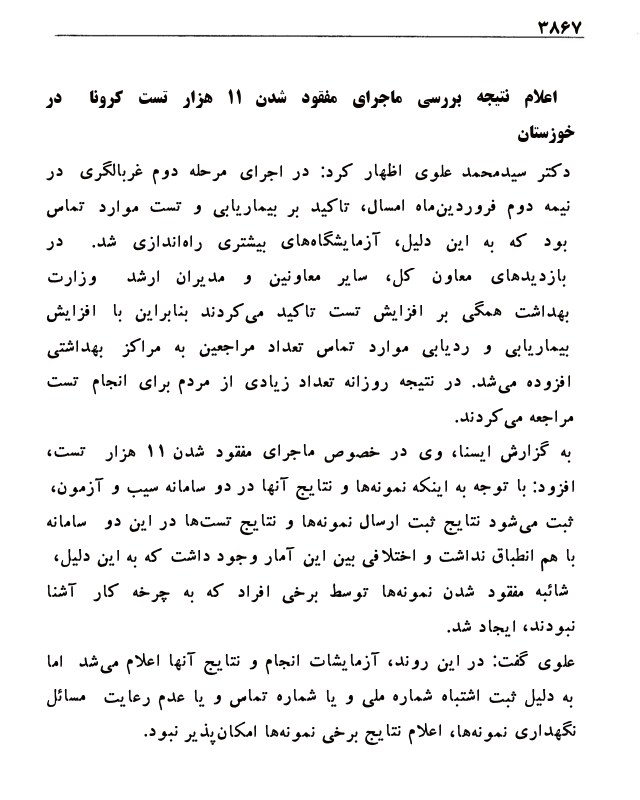 ۳۸۶۷
اعلام نتیجه بررسی ماجرای مفقود شدن ۱۱ هزار تست کرونا در
خوزستان
دکتر سیدمحمد علوی اظهار کرد: در اجرای مرحله دوم غربالگری در
نیمه دوم فروردین‌ماه امسال، تاکید بر بیماریابی و تست موارد تماس
بود که به این دلیل، آزمایشگاه‌های بیشتری راه‌اندازی شد. در
بازدیدهای معاون کل، سایر معاونین و مدیران ارشد وزارت
بهداشت همگی بر افزایش تست تاکید می‌کردند بنابراین با افزایش
بیماریابی و ردیابی موارد تماس تعداد مراجعین به مراکز بهداشتی
افزوده می‌شد. در نتیجه روزانه تعداد زیادی از مردم برای انجام تست
مراجعه می‌کردند.
به گزارش ایسنا، وی در خصوص ماجرای مفقود شدن ۱۱ هزار تست،
افزود: با توجه به اینکه نمونه‌ها و نتایج آنها در دو سامانه سیب و آزمون،
ثبت می‌شود نتایج ثبت ارسال نمونه‌ها و نتایج تست‌ها در این دو سامانه
با هم انطباق نداشت و اختلافی بین این آمار وجود داشت که به این دلیل،
شائبه مفقود شدن نمونه‌ها توسط برخی افراد که به چرخه کار آشنا
نبودند، ایجاد شد.
علوی گفت: در این روند، آزمایشات انجام و نتایج آنها اعلام می‌شد اما
به دلیل ثبت اشتباه شماره ملی و یا شماره تماس و یا عدم رعایت مسائل
نگهداری نمونه‌ها، اعلام نتایج برخی نمونه‌ها امکان‌پذیر نبود.